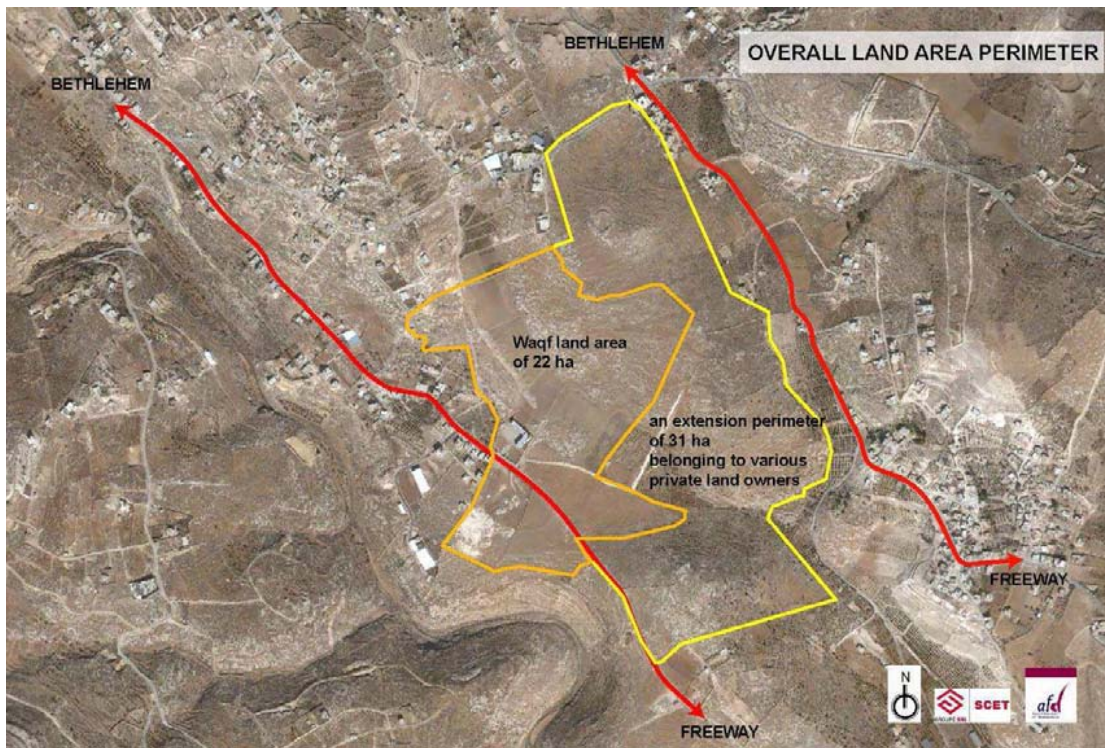 OVERALL LAND AREA PERIMETER
BETHLEHEM
BETHLEHEM
Waqf land area
of 22 ha
an extension perimeter
of 31 ha
belonging to various
private land owners
FREEWAY
FREEWAY
N
SCET
afd